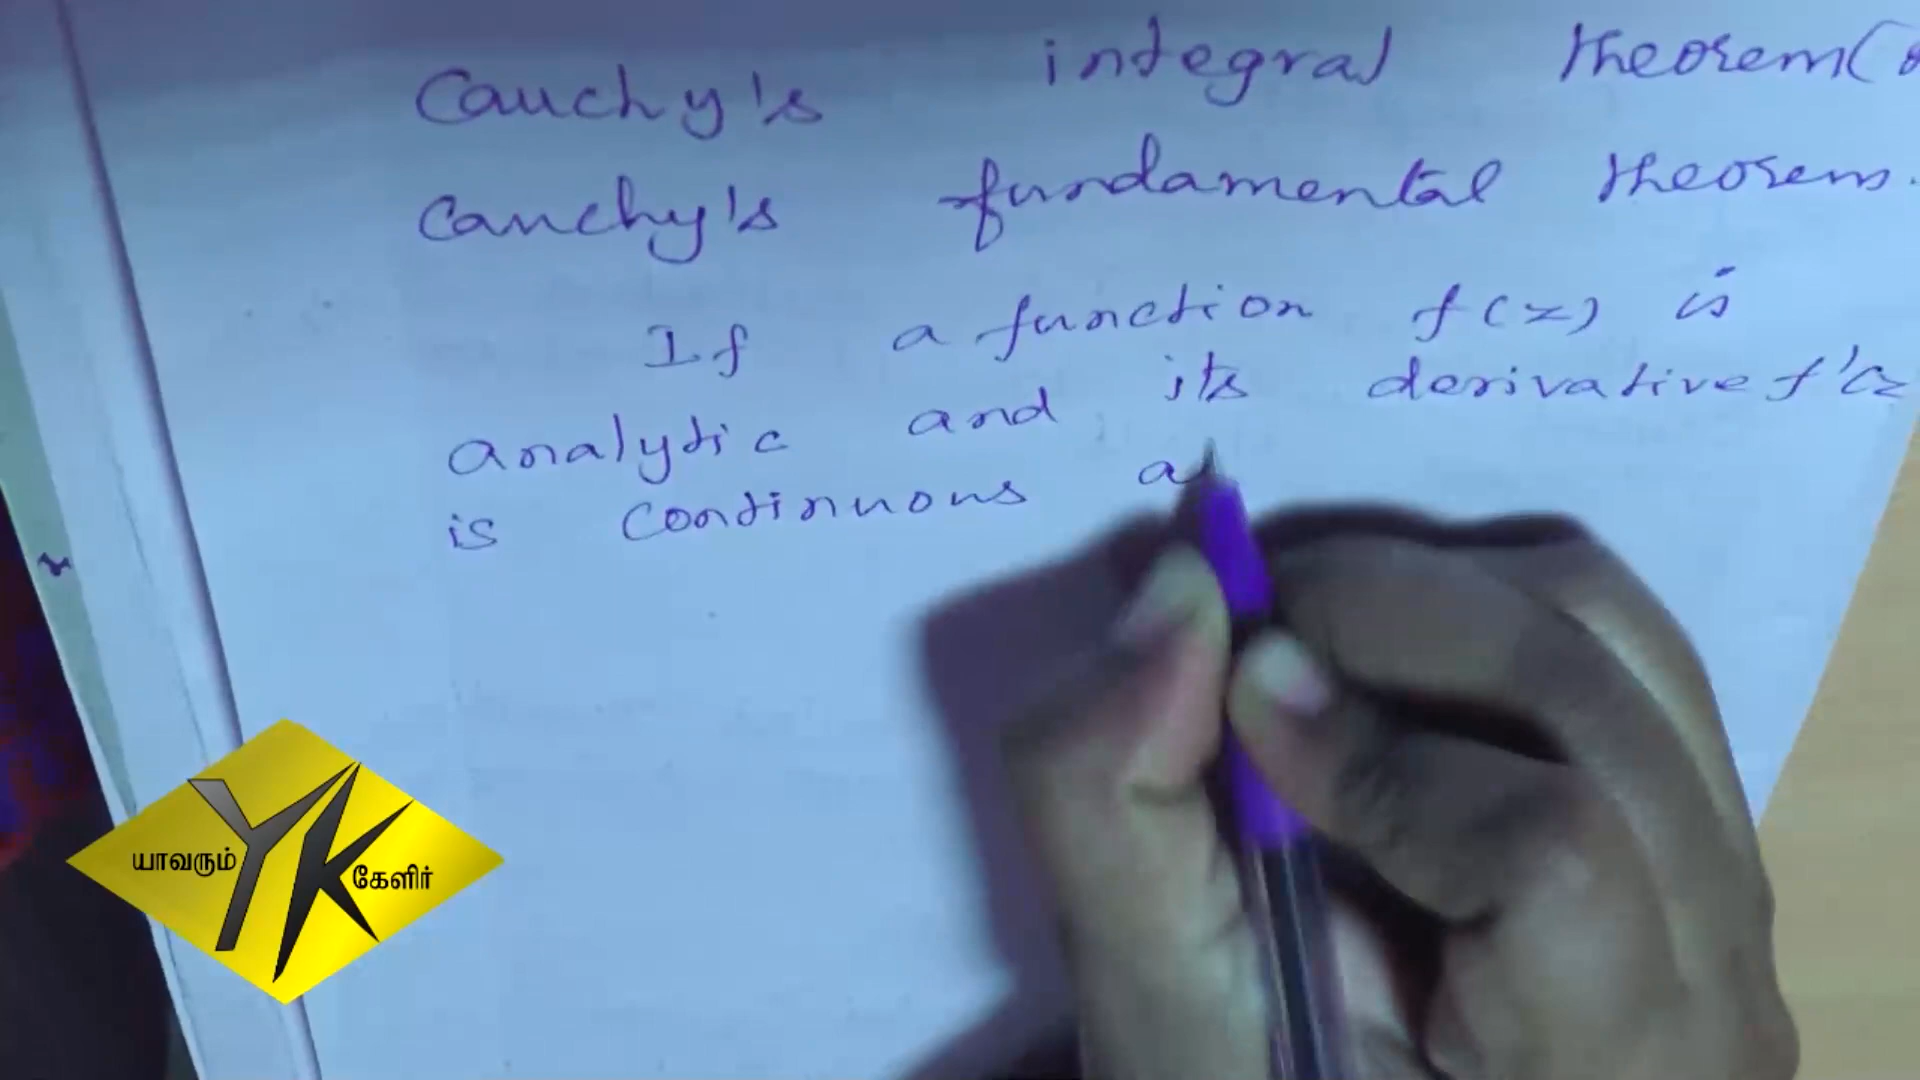 Cauchy's integral theorem(
Cauchy's fundamental theorem.
If a function f(z) is
analytic and its derivative f'(z
is continuous a
யாவரும் YK கேளிர்